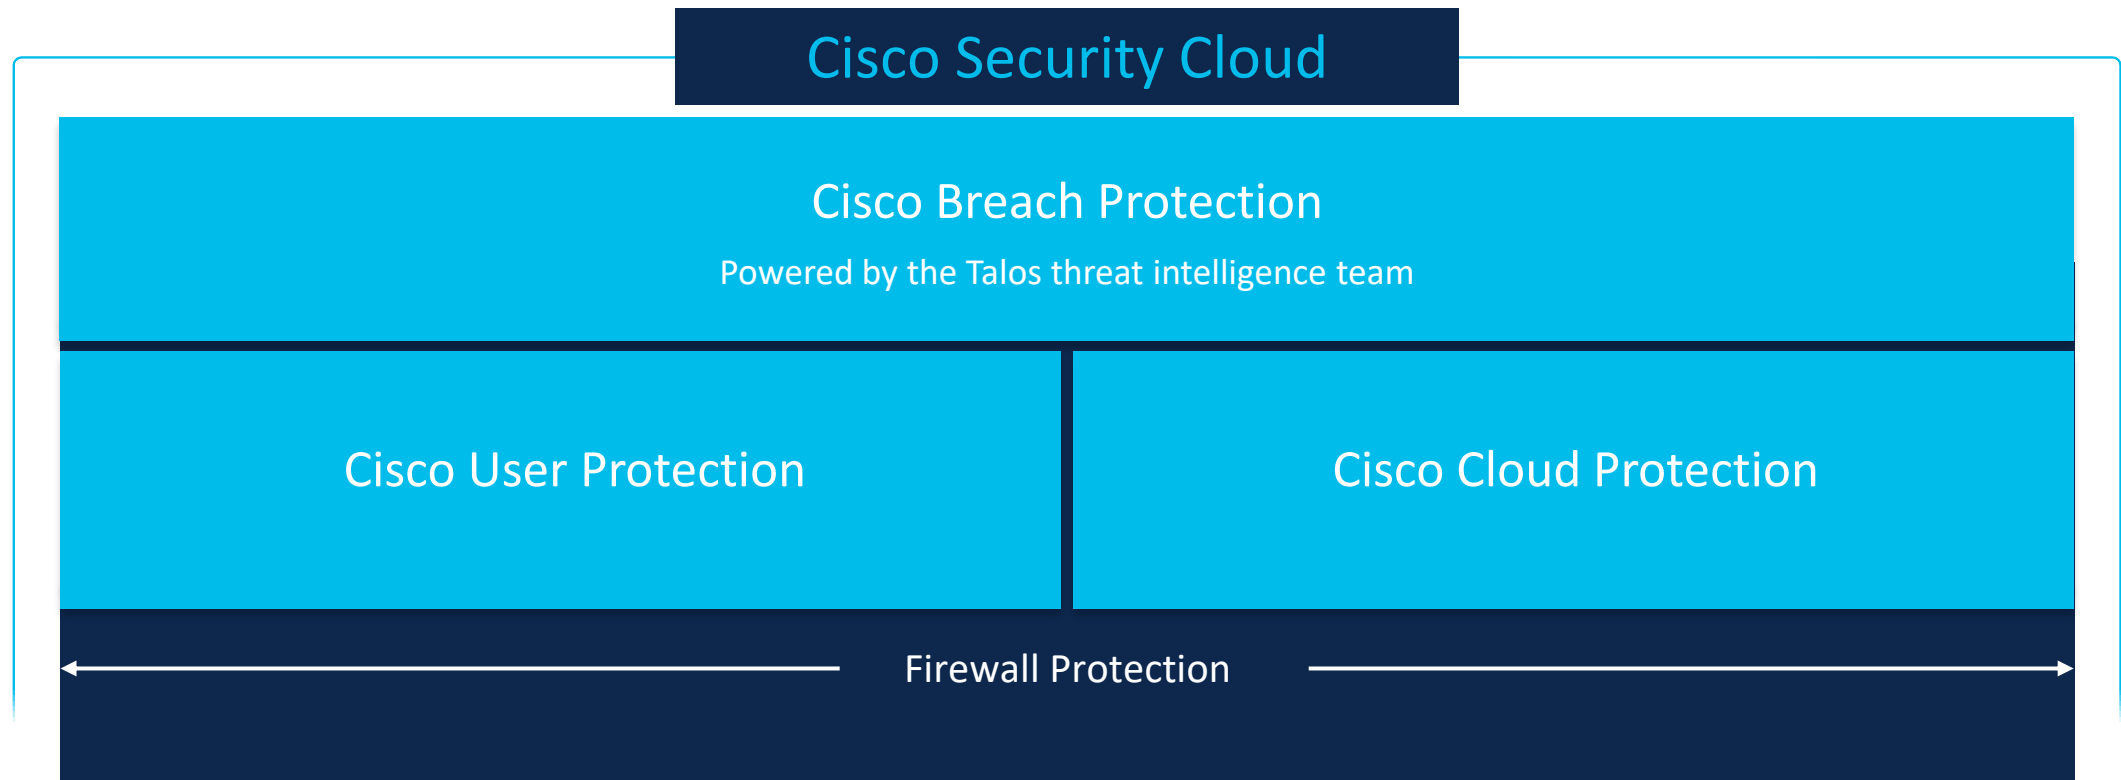 Cisco Security Cloud
Cisco Breach Protection
Powered by the Talos threat intelligence team
Cisco User Protection
Cisco Cloud Protection
Firewall Protection